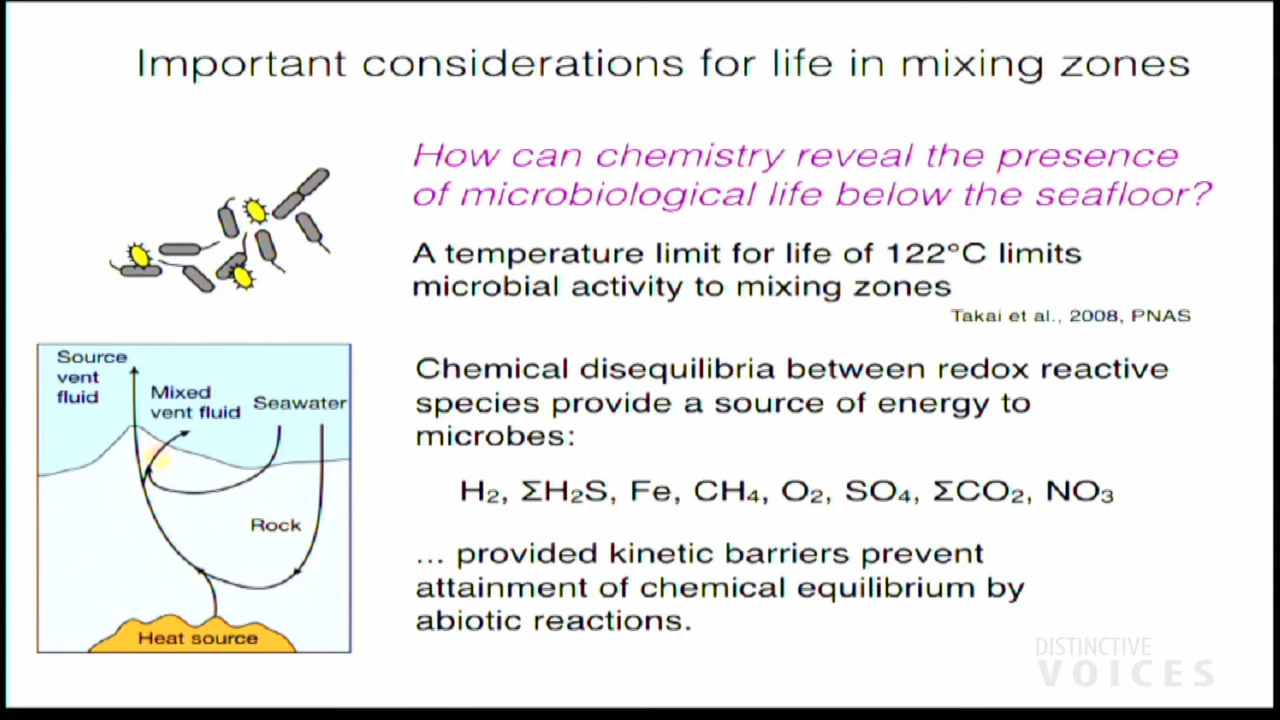 Important considerations for life in mixing zones
How can chemistry reveal the presence
of microbiological life below the seafloor?
A temperature limit for life of 122°C limits
microbial activity to mixing zones
Takai et al., 2008, PNAS
Chemical disequilibria between redox reactive
species provide a source of energy to
microbes:
H₂, ΣH₂S, Fe, CH₄, O₂, SO₄, ΣCO₂, NO₃
... provided kinetic barriers prevent
attainment of chemical equilibrium by
abiotic reactions.
Source
vent
fluid
Mixed
vent fluid
Seawater
Rock
Heat source
DISTINCTIVE
VOICES